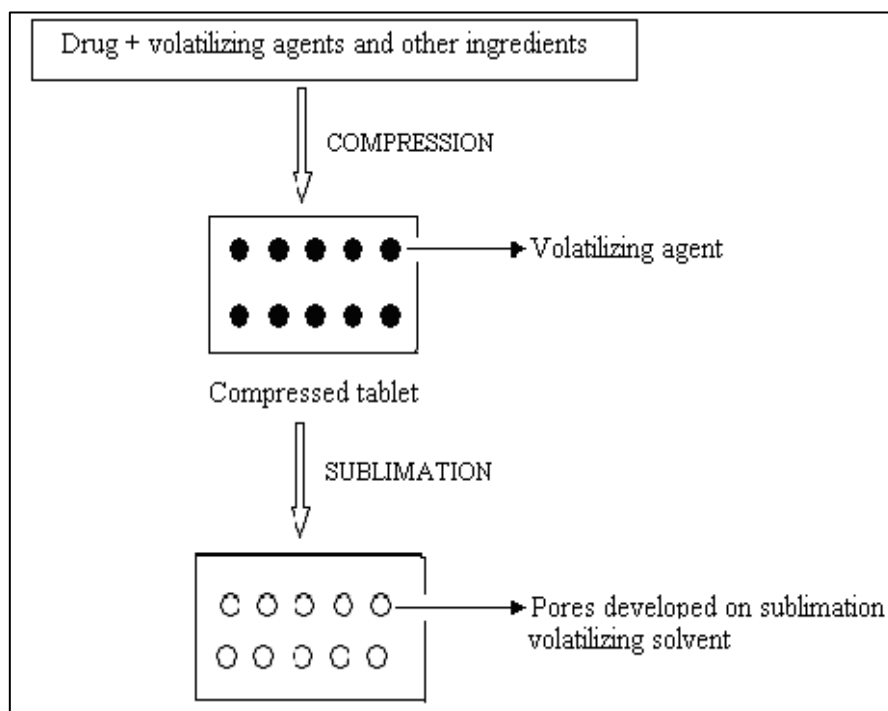 Drug + volatilizing agents and other ingredients
COMPRESSION
Volatilizing agent
Compressed tablet
SUBLIMATION
Pores developed on sublimation
volatilizing solvent